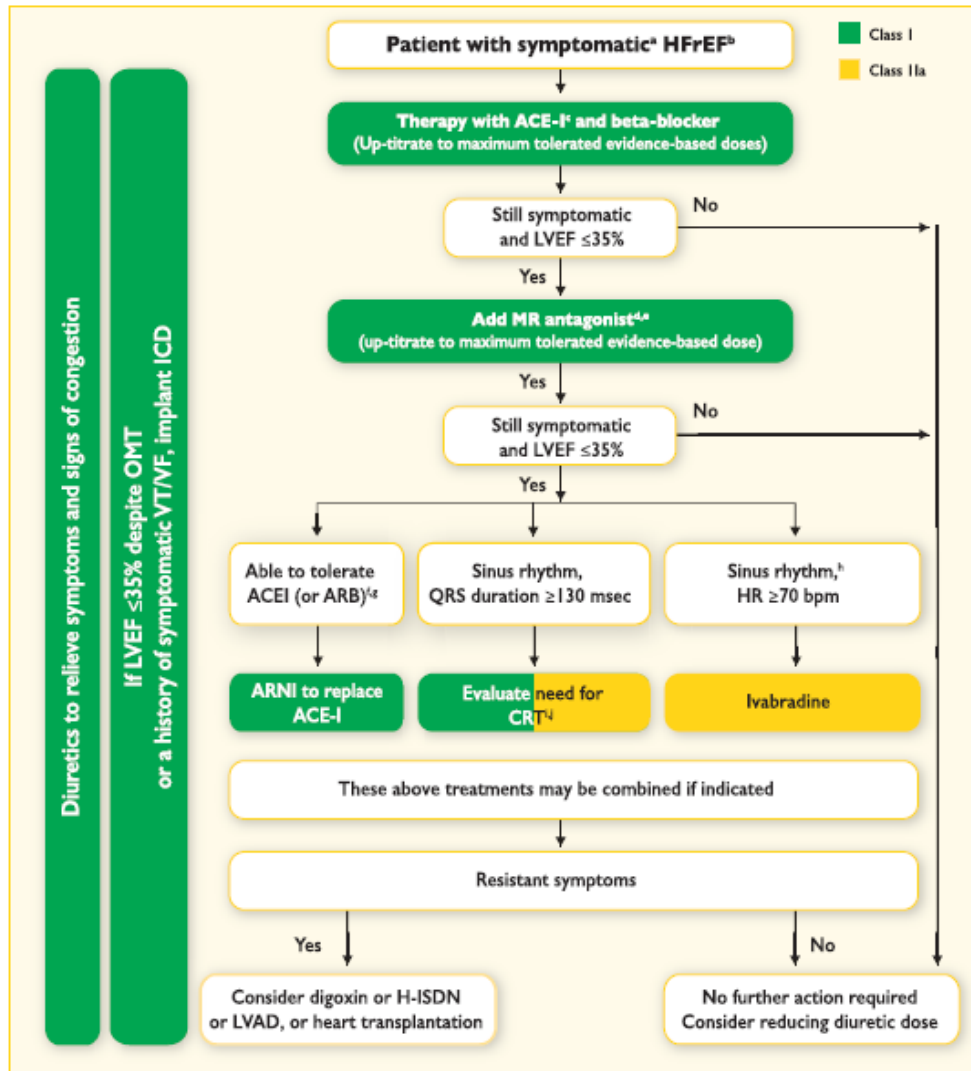 Patient with symptomaticᵃ HFrEFᵇ
Class I
Class IIa
Diuretics to relieve symptoms and signs of congestion
If LVEF ≤35% despite OMT
or a history of symptomatic VT/VF, implant ICD
Therapy with ACE-Iᶜ and beta-blocker
(Up-titrate to maximum tolerated evidence-based doses)
Still symptomatic
and LVEF ≤35%
No
Yes
Add MR antagonistᵈ,ᵉ
(up-titrate to maximum tolerated evidence-based dose)
Yes
Still symptomatic
and LVEF ≤35%
No
Yes
Able to tolerate
ACEI (or ARB)ᶠ,ᵍ
Sinus rhythm,
QRS duration ≥130 msec
Sinus rhythm,ʰ
HR ≥70 bpm
ARNI to replace
ACE-I
Evaluate need for
CRTⁱ,ʲ
Ivabradine
These above treatments may be combined if indicated
Resistant symptoms
Yes
No
Consider digoxin or H-ISDN
or LVAD, or heart transplantation
No further action required
Consider reducing diuretic dose